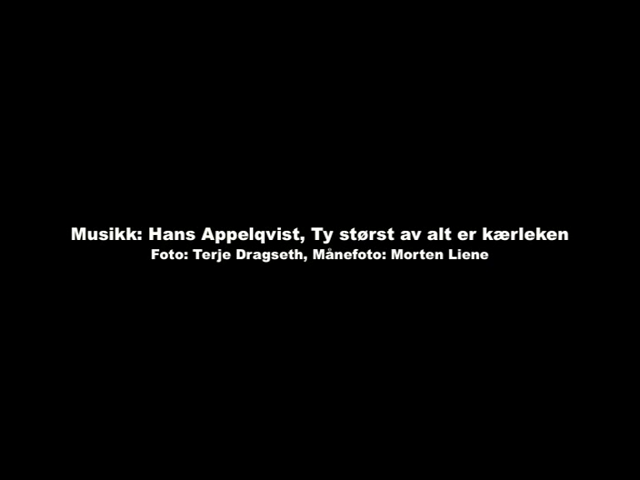 Musikk: Hans Appelqvist, Ty størst av alt er kærleken
Foto: Terje Dragseth, Månefoto: Morten Liene